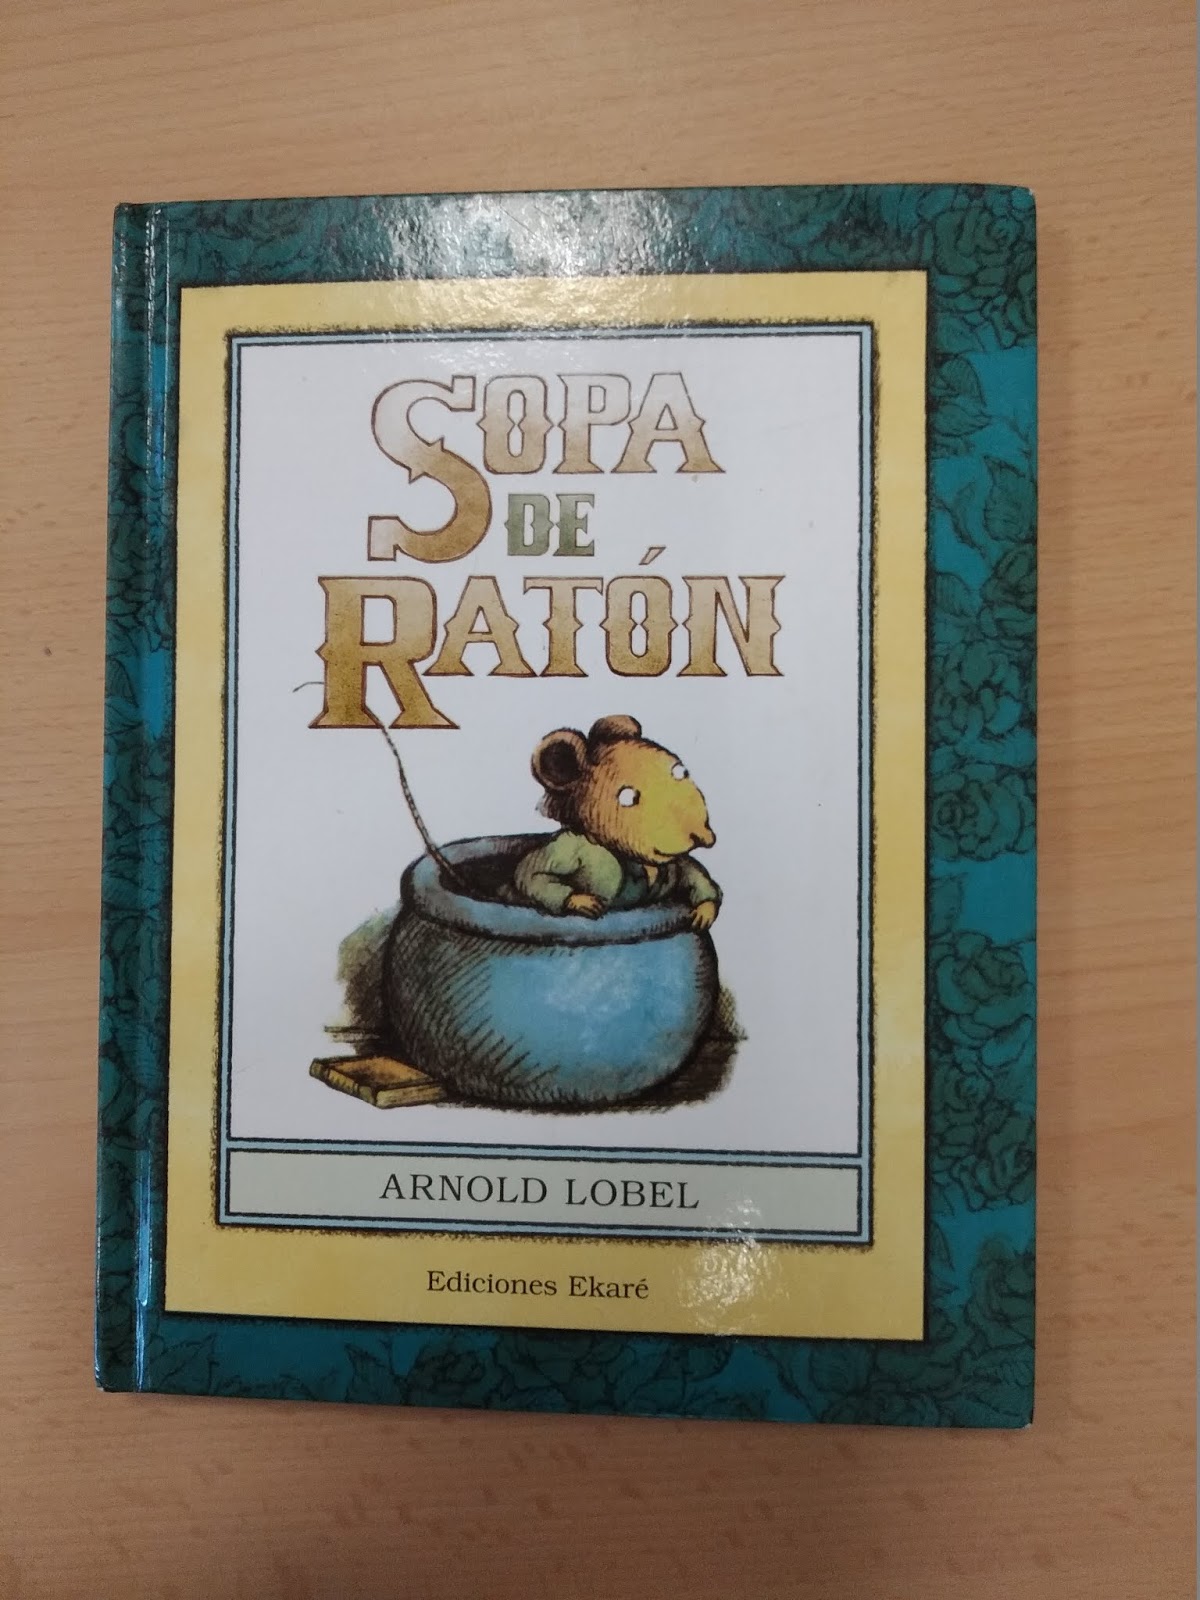 SOPA
DE
RATÓN
ARNOLD LOBEL
Ediciones Ekaré